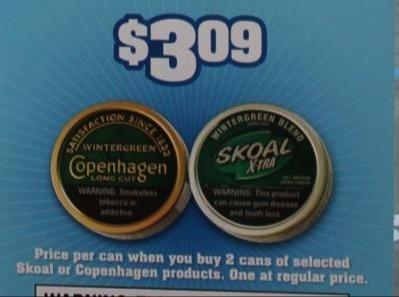 $3.09
SATISFACTION SINCE 1822
WINTERGREEN
Copenhagen
LONG CUT
WARNING: Smokeless
tobacco is
addictive.
WINTERGREEN BLEND
SKOAL
X-TRA
WARNING: This product
can cause gum disease
and tooth loss
Price per can when you buy 2 cans of selected
Skoal or Copenhagen products. One at regular price.